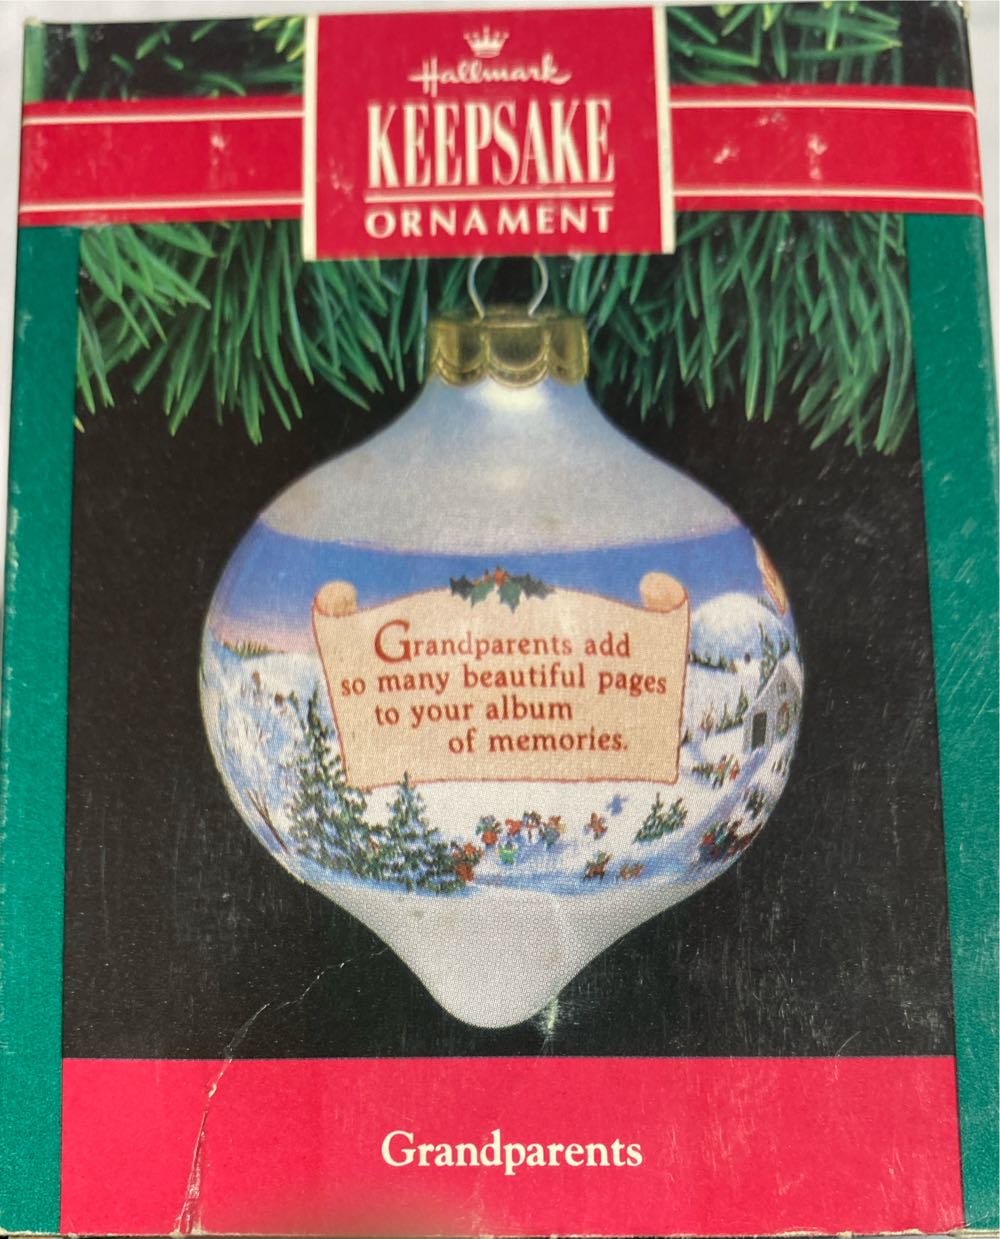 Hallmark
KEEPSAKE
ORNAMENT
Grandparents add
so many beautiful pages
to your album
of memories.
Grandparents